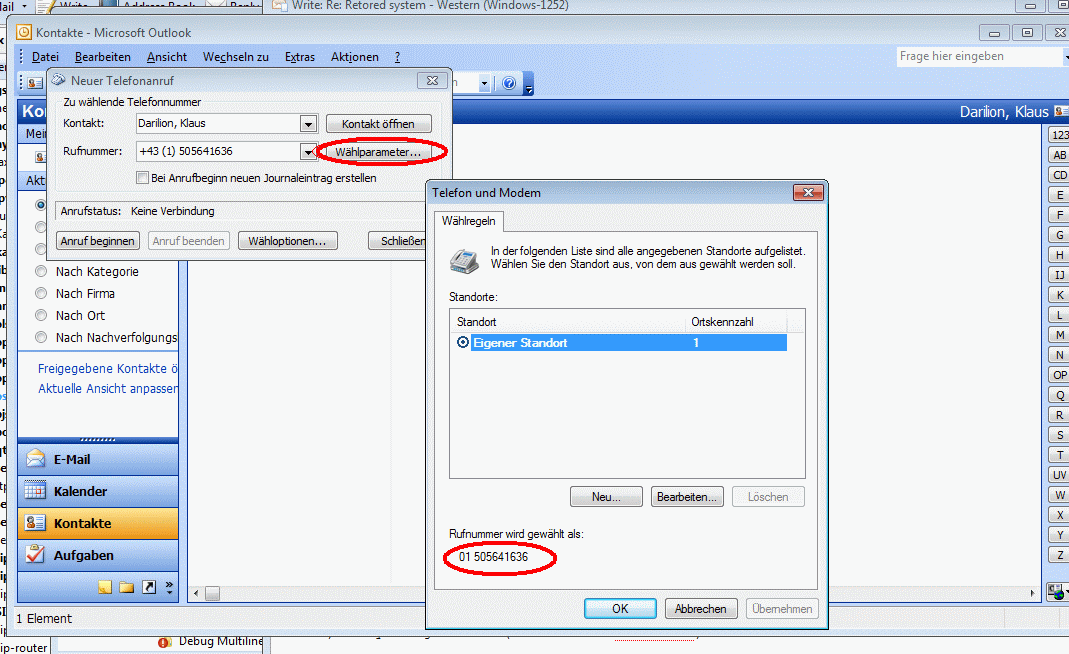 ail
Write
Address Book
Reply
Write: Re: Retored system - Western (Windows-1252)
Kontakte - Microsoft Outlook
Datei Bearbeiten Ansicht Wechseln zu Extras Aktionen ?
Frage hier eingeben
Neuer Telefonanruf
Zu wählende Telefonnummer
Kontakt: Darilion, Klaus Kontakt öffnen
Rufnummer: +43 (1) 505641636 Wählparameter...
Bei Anrufbeginn neuen Journaleintrag erstellen
Anrufstatus: Keine Verbindung
Anruf beginnen Anruf beenden Wähloptionen... Schließen
Ko
Darilion, Klaus
Mei
Akt
Nach Kategorie
Nach Firma
Nach Ort
Nach Nachverfolgungs
Freigegebene Kontakte ö
Aktuelle Ansicht anpassen
E-Mail
Kalender
Kontakte
Aufgaben
1 Element
ip-router
Debug Multiline
Telefon und Modem
Wählregeln
In der folgenden Liste sind alle angegebenen Standorte aufgelistet.
Wählen Sie den Standort aus, von dem aus gewählt werden soll.
Standorte:
Standort Ortskennzahl
Eigener Standort 1
Neu... Bearbeiten... Löschen
Rufnummer wird gewählt als:
01 505641636
OK Abbrechen Übernehmen
123
AB
CD
E
F
G
H
IJ
K
L
M
N
OP
Q
R
S
T
UV
W
X
Y
Z